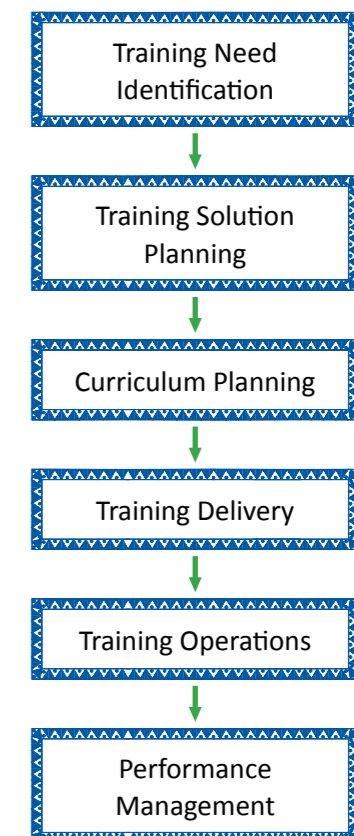 Training Need
Identification
Training Solution
Planning
Curriculum Planning
Training Delivery
Training Operations
Performance
Management